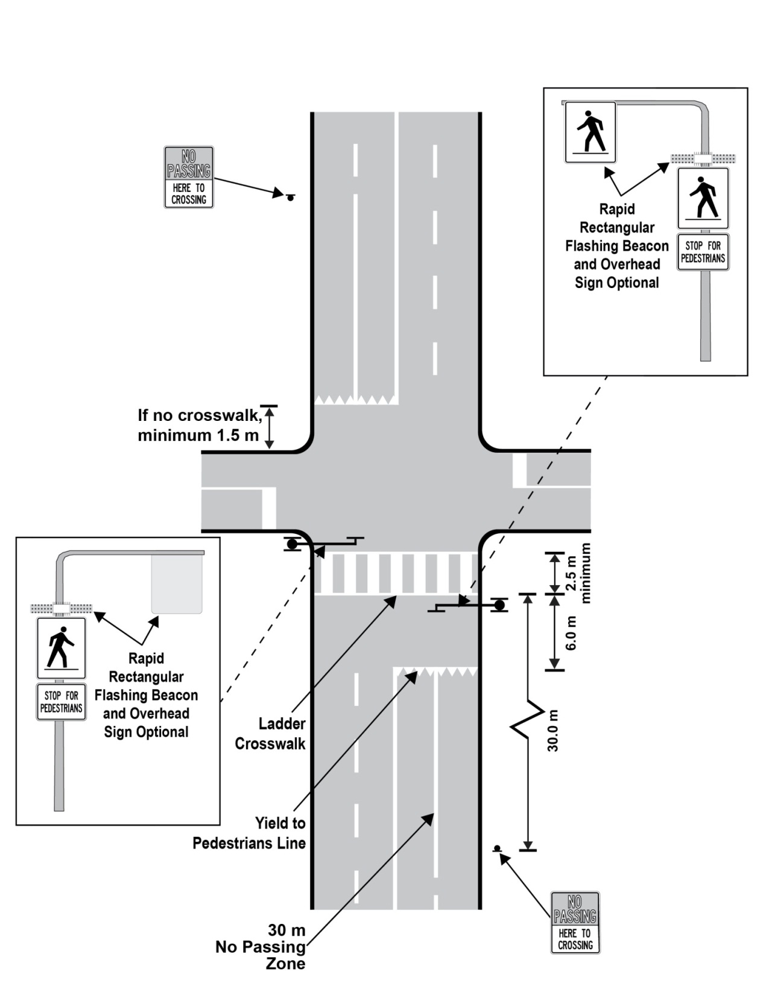 NO
PASSING
HERE TO
CROSSING
Rapid
Rectangular
Flashing Beacon
and Overhead
Sign Optional
STOP FOR
PEDESTRIANS
If no crosswalk,
minimum 1.5 m
2.5 m
minimum
6.0 m
30.0 m
STOP FOR
PEDESTRIANS
Rapid
Rectangular
Flashing Beacon
and Overhead
Sign Optional
Ladder
Crosswalk
Yield to
Pedestrians Line
30 m
No Passing
Zone
NO
PASSING
HERE TO
CROSSING